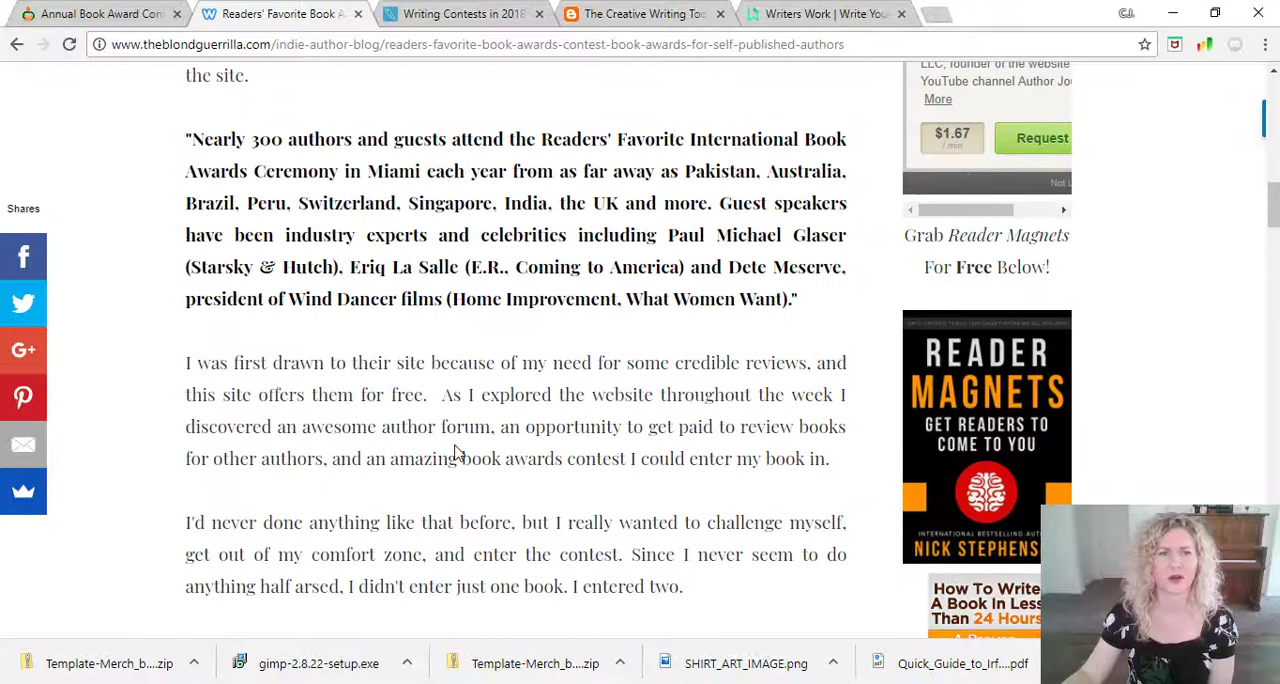 Annual Book Award Con
Readers' Favorite Book A
Writing Contests in 2018
The Creative Writing Too
Writers Work | Write You
C.J.
www.theblondguerrilla.com/indie-author-blog/readers-favorite-book-awards-contest-book-awards-for-self-published-authors
the site.
"Nearly 300 authors and guests attend the Readers' Favorite International Book
Awards Ceremony in Miami each year from as far away as Pakistan, Australia,
Brazil, Peru, Switzerland, Singapore, India, the UK and more. Guest speakers
have been industry experts and celebrities including Paul Michael Glaser
(Starsky & Hutch), Eriq La Salle (E.R., Coming to America) and Dete Meserve,
president of Wind Dancer films (Home Improvement, What Women Want)."
I was first drawn to their site because of my need for some credible reviews, and
this site offers them for free. As I explored the website throughout the week I
discovered an awesome author forum, an opportunity to get paid to review books
for other authors, and an amazing book awards contest I could enter my book in.
I'd never done anything like that before, but I really wanted to challenge myself,
get out of my comfort zone, and enter the contest. Since I never seem to do
anything half arsed, I didn't enter just one book. I entered two.
Shares
f
G+
LLC, founder of the website
YouTube channel Author Jou
More
$1.67
/ min
Request
Not
Grab Reader Magnets
For Free Below!
READER
MAGNETS
GET READERS TO
COME TO YOU
INTERNATIONAL BESTSELLING
NICK STEPHENS
How To Write
A Book In Less
Than 24 Hours
Template-Merch_b....zip
gimp-2.8.22-setup.exe
Template-Merch_b....zip
SHIRT_ART_IMAGE.png
Quick_Guide_to_Irf....pdf